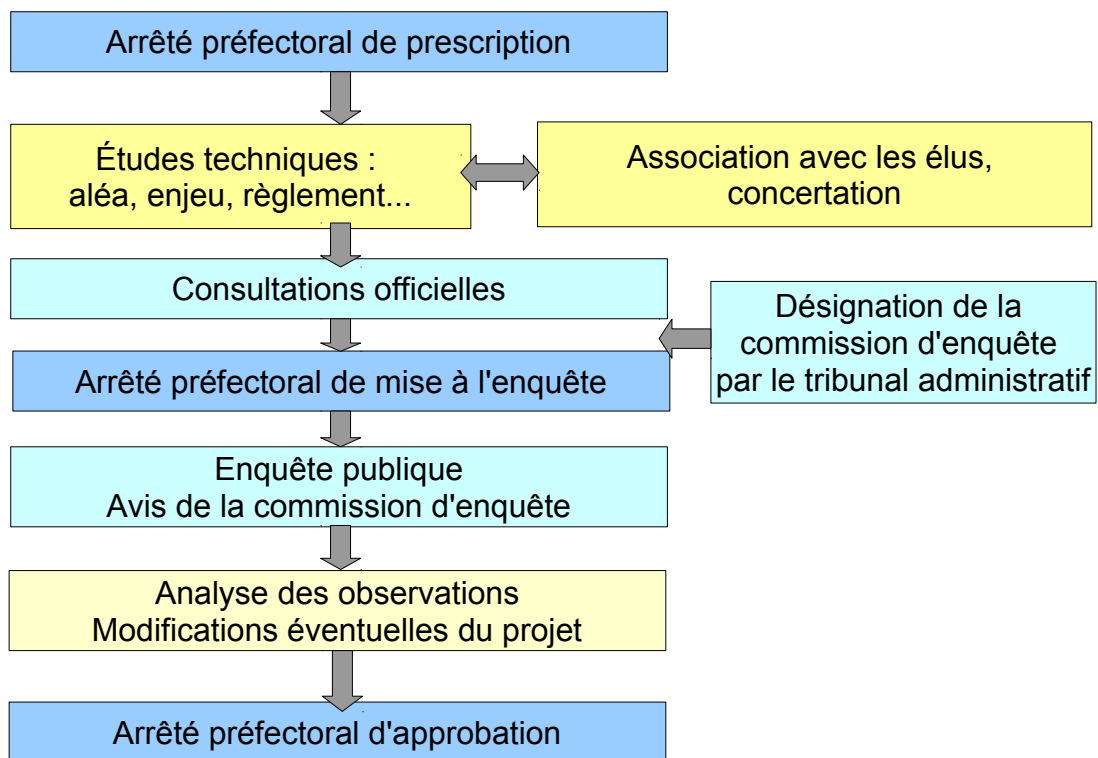 Arrêté préfectoral de prescription
Études techniques :
aléa, enjeu, règlement...
Association avec les élus,
concertation
Consultations officielles
Désignation de la
commission d'enquête
par le tribunal administratif
Arrêté préfectoral de mise à l'enquête
Enquête publique
Avis de la commission d'enquête
Analyse des observations
Modifications éventuelles du projet
Arrêté préfectoral d'approbation